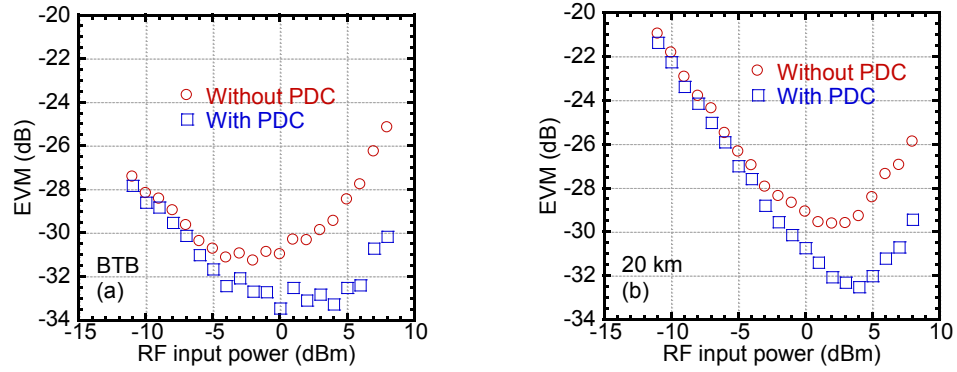 -20
-22
-24
-26
-28
-30
-32
-34
EVM (dB)
Without PDC
With PDC
BTB
(a)
-15 -10 -5 0 5 10
RF input power (dBm)
-20
-22
-24
-26
-28
-30
-32
-34
EVM (dB)
Without PDC
With PDC
20 km
(b)
-15 -10 -5 0 5 10
RF input power (dBm)